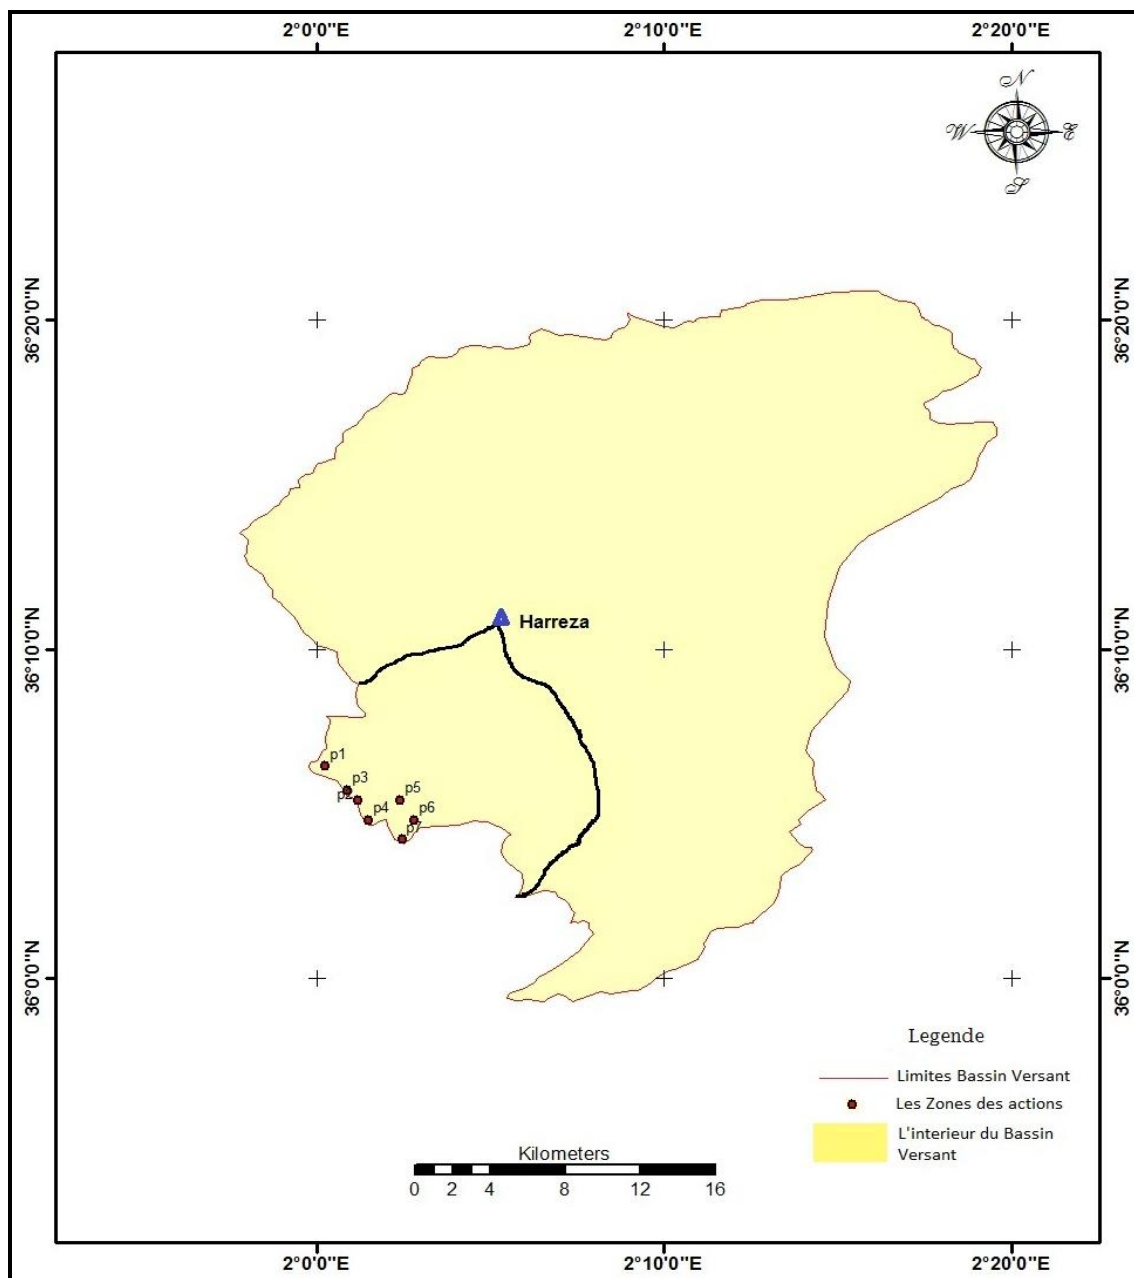 2°0'0"E 2°10'0"E 2°20'0"E
N
W E
S
36°20'0"N 36°20'0"N
36°10'0"N 36°10'0"N
Harreza
p1
p3
p2 p5
p4 p6
p7
36°0'0"N 36°0'0"N
Legende
Limites Bassin Versant
Les Zones des actions
L'interieur du Bassin
Versant
Kilometers
0 2 4 8 12 16
2°0'0"E 2°10'0"E 2°20'0"E